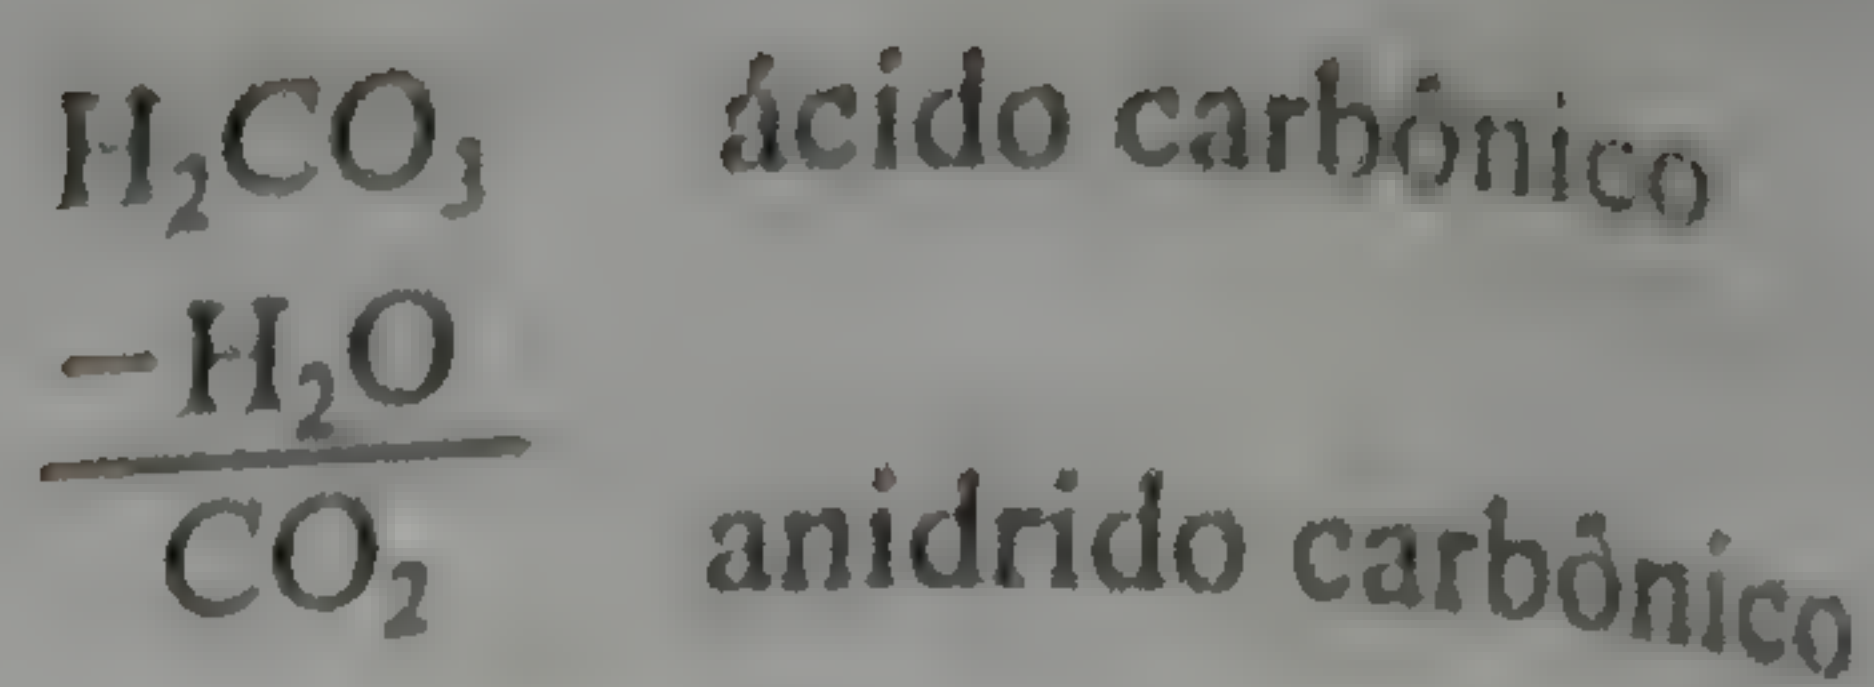 H₂CO₃ ácido carbônico
— H₂O
CO₂ anidrido carbônico